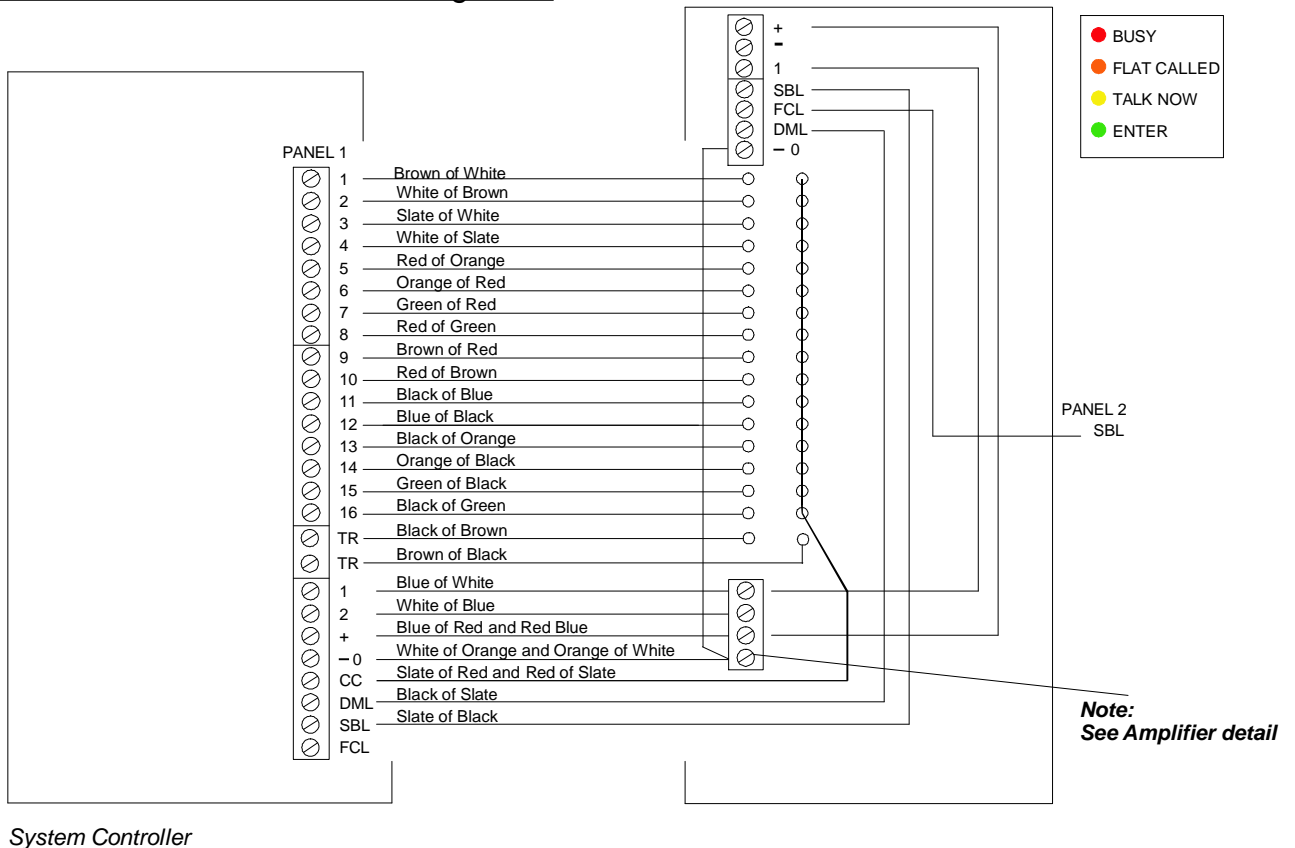 +
-
1
SBL
FCL
DML
- 0
BUSY
FLAT CALLED
TALK NOW
ENTER
PANEL 1
1 Brown of White
2 White of Brown
3 Slate of White
4 White of Slate
5 Red of Orange
6 Orange of Red
7 Green of Red
8 Red of Green
9 Brown of Red
10 Red of Brown
11 Black of Blue
12 Blue of Black
13 Black of Orange
14 Orange of Black
15 Green of Black
16 Black of Green
TR Black of Brown
TR Brown of Black
1 Blue of White
2 White of Blue
+ Blue of Red and Red Blue
- 0 White of Orange and Orange of White
CC Slate of Red and Red of Slate
DML Black of Slate
SBL Slate of Black
FCL
PANEL 2
SBL
Note:
See Amplifier detail
System Controller